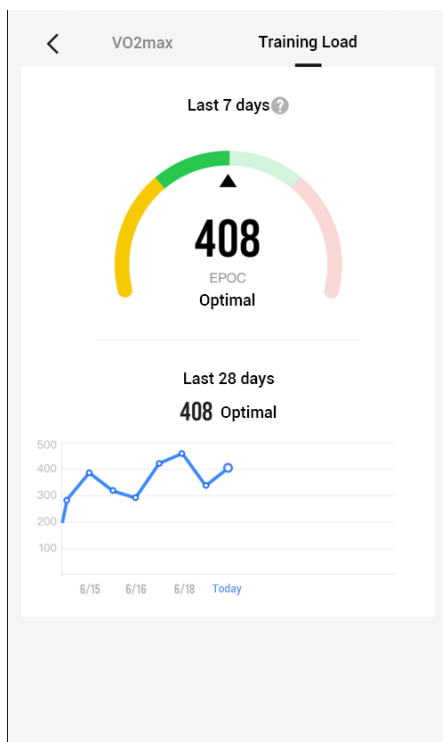 VO2max Training Load
Last 7 days ?
408
EPOC
Optimal
Last 28 days
408 Optimal
500
400
300
200
100
6/15 6/16 6/18 Today